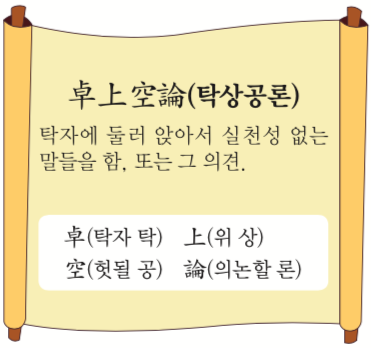 卓上空論(탁상공론)
탁자에 둘러 앉아서 실천성 없는
말들을 함. 또는 그 의견.
卓(탁자 탁) 上(위 상)
空(헛될 공) 論(의논할 론)